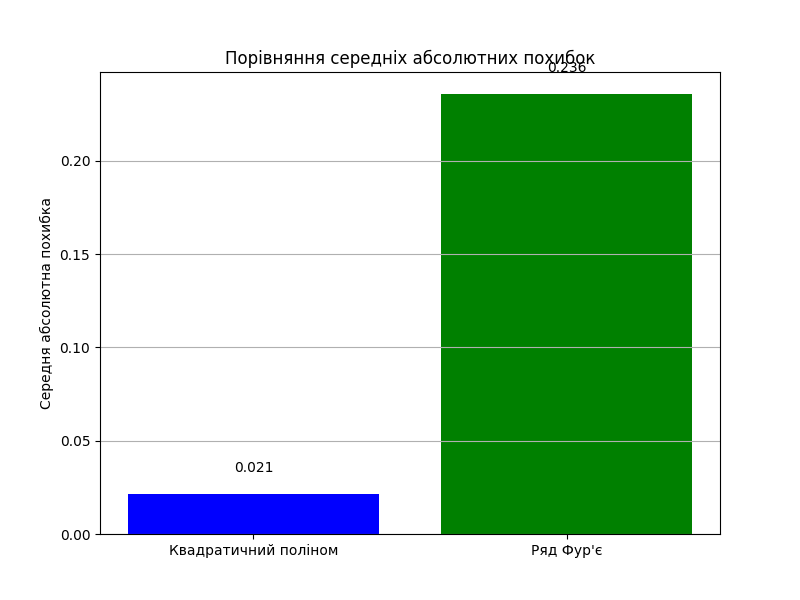 Порівняння середніх абсолютних похибок
0.236
0.20
0.15
0.10
0.05
0.00
Середня абсолютна похибка
0.021
Квадратичний поліном
Ряд Фур'є